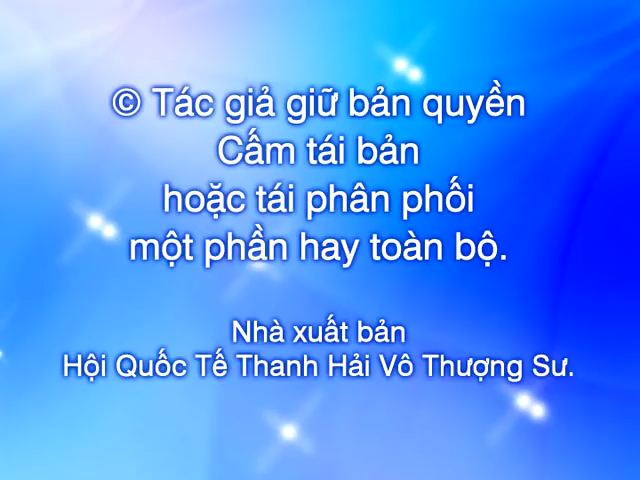 © Tác giả giữ bản quyền
Cấm tái bản
hoặc tái phân phối
một phần hay toàn bộ.
Nhà xuất bản
Hội Quốc Tế Thanh Hải Vô Thượng Sư.